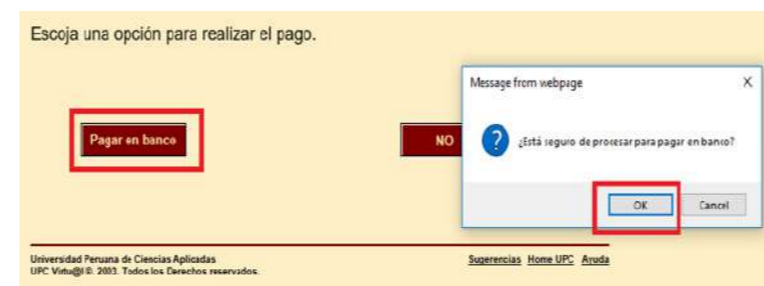 Escoja una opción para realizar el pago.
Message from webpage X
Pagar en banco
NO
? ¿Está seguro de procesar para pagar en banco?
OK Cancel
Universidad Peruana de Ciencias Aplicadas
UPC Virtu@l ©. 2003. Todos los Derechos reservados.
Sugerencias Home UPC Ayuda